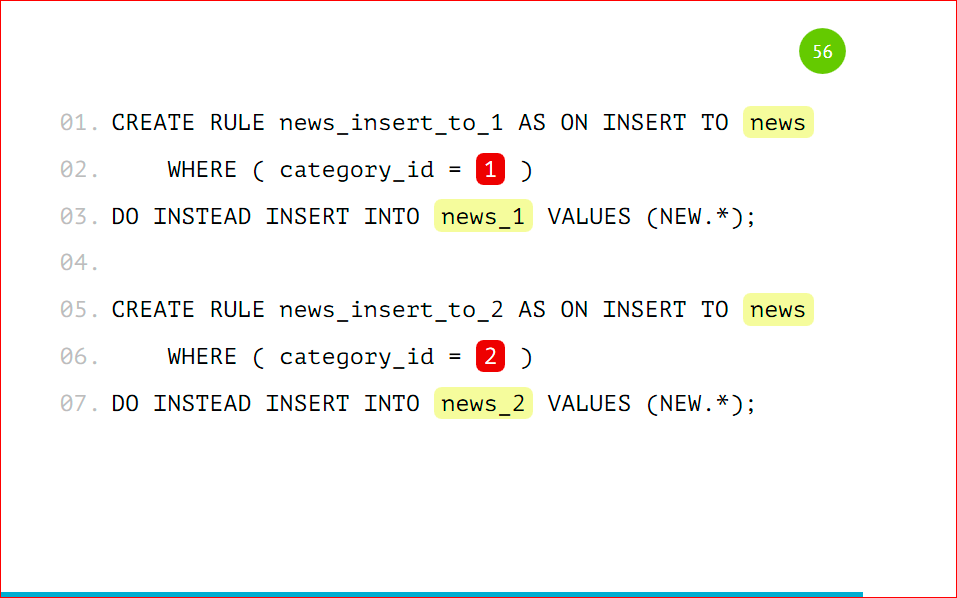 56
01. CREATE RULE news_insert_to_1 AS ON INSERT TO news
02. WHERE ( category_id = 1 )
03. DO INSTEAD INSERT INTO news_1 VALUES (NEW.*);
04.
05. CREATE RULE news_insert_to_2 AS ON INSERT TO news
06. WHERE ( category_id = 2 )
07. DO INSTEAD INSERT INTO news_2 VALUES (NEW.*);